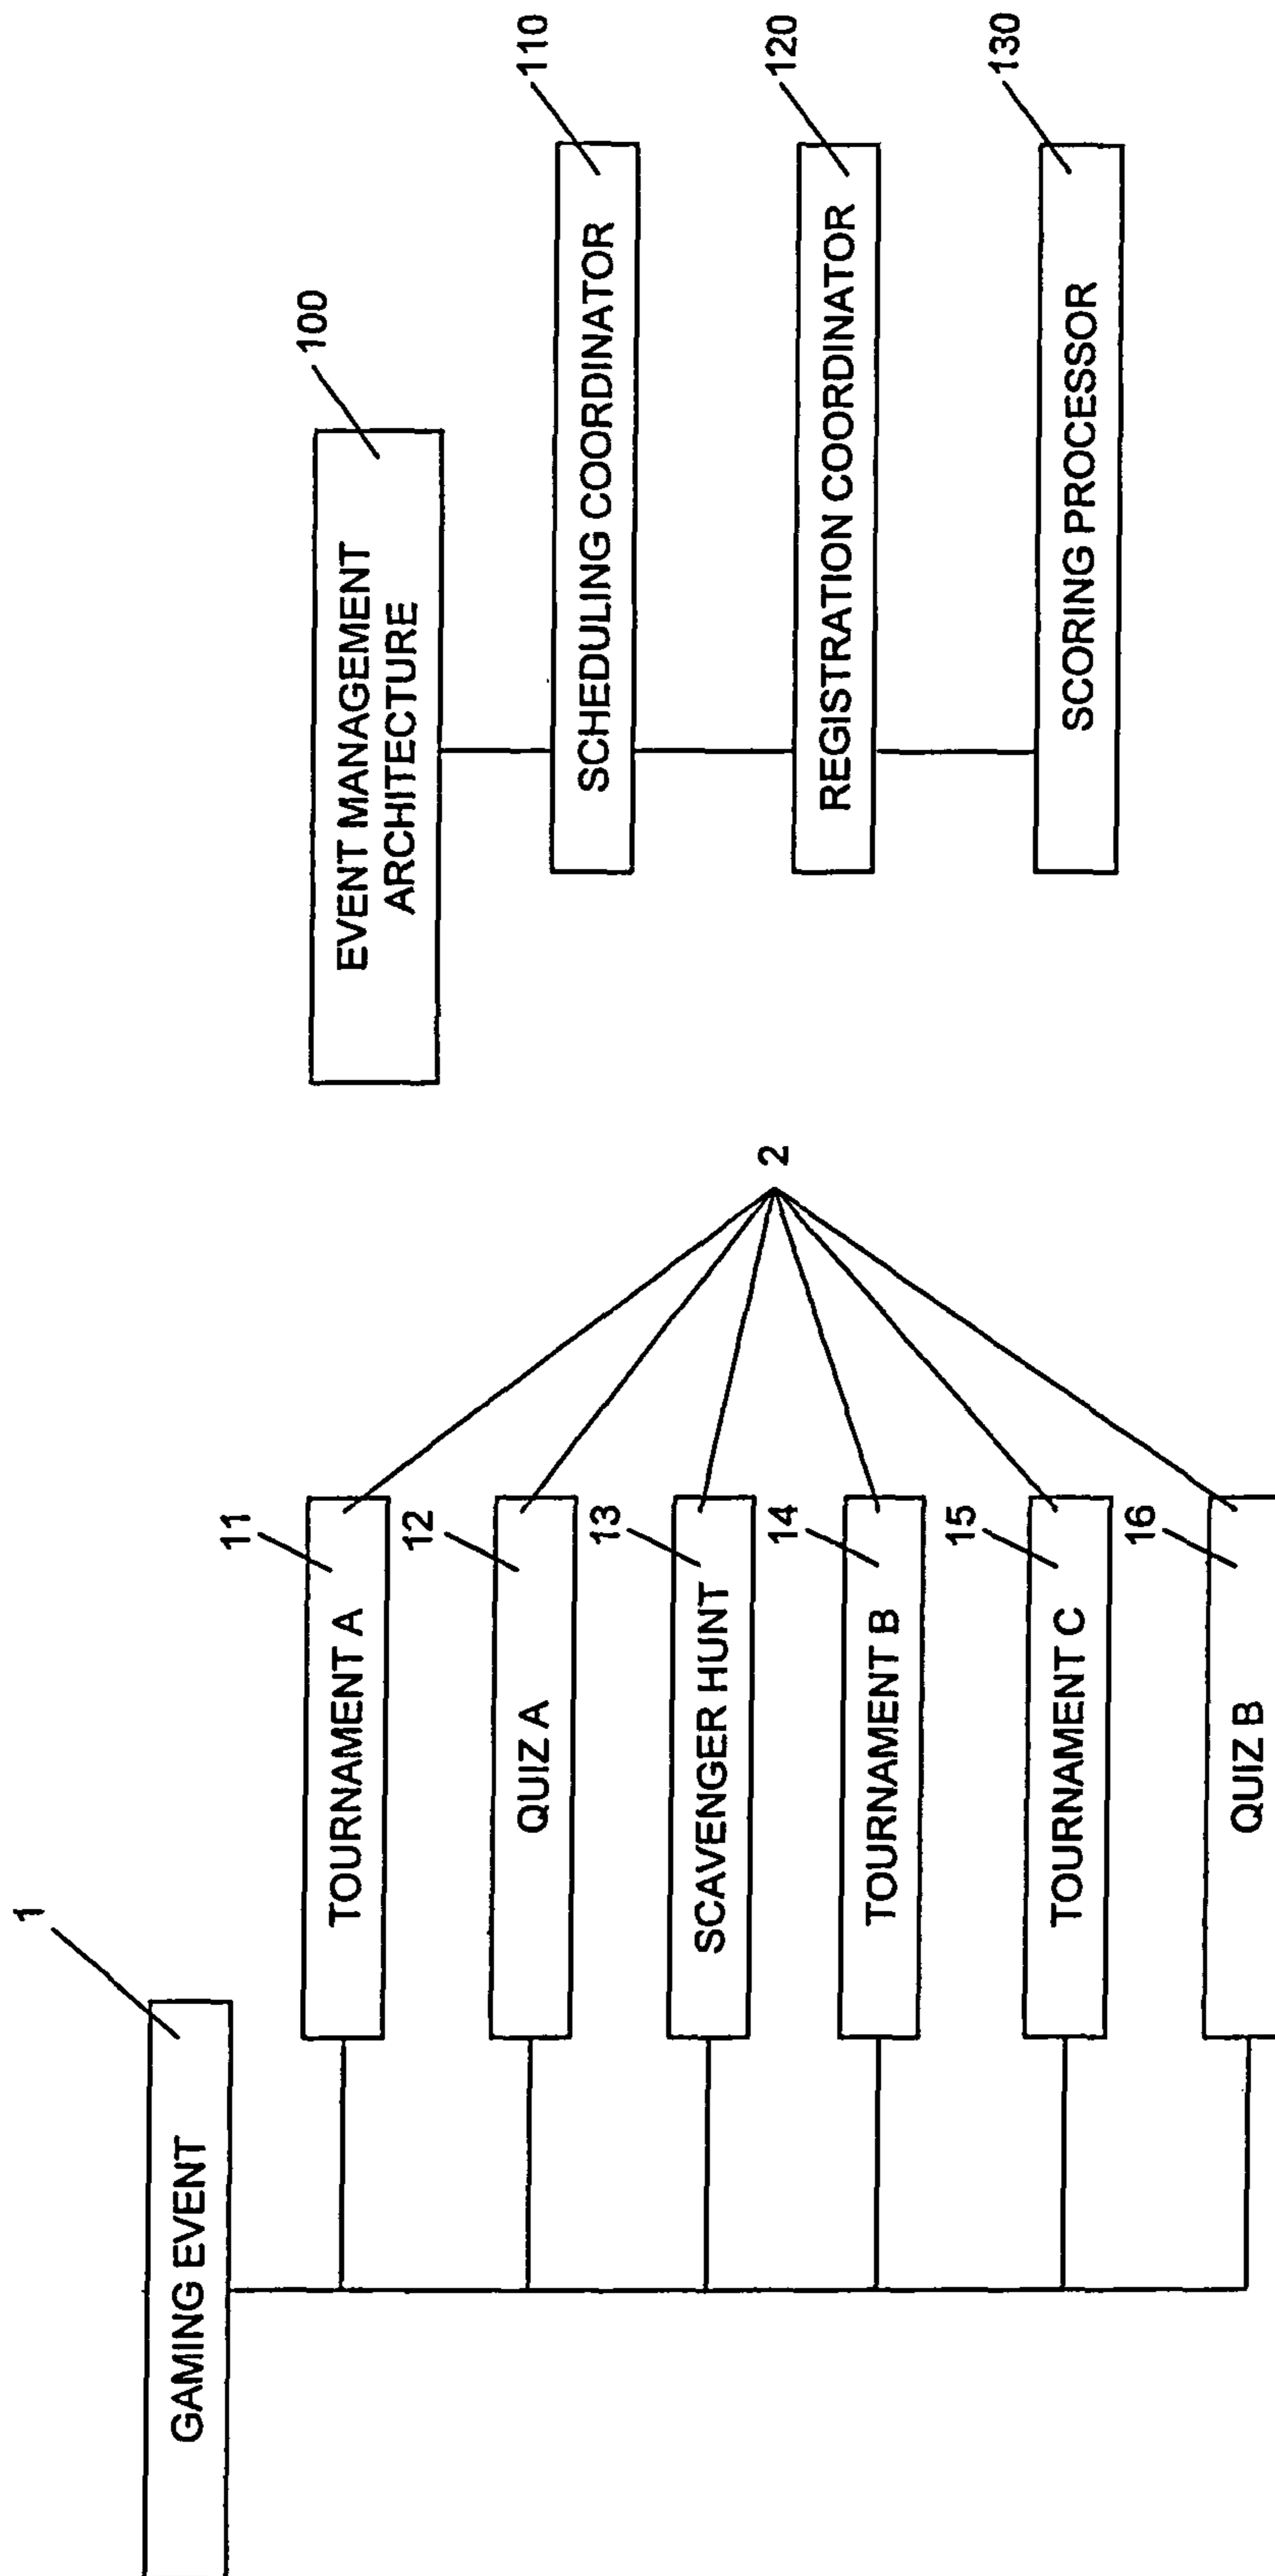 1
GAMING EVENT
11
TOURNAMENT A
12
QUIZ A
13
SCAVENGER HUNT
14
TOURNAMENT B
15
TOURNAMENT C
16
QUIZ B
2
100
EVENT MANAGEMENT
ARCHITECTURE
110
SCHEDULING COORDINATOR
120
REGISTRATION COORDINATOR
130
SCORING PROCESSOR